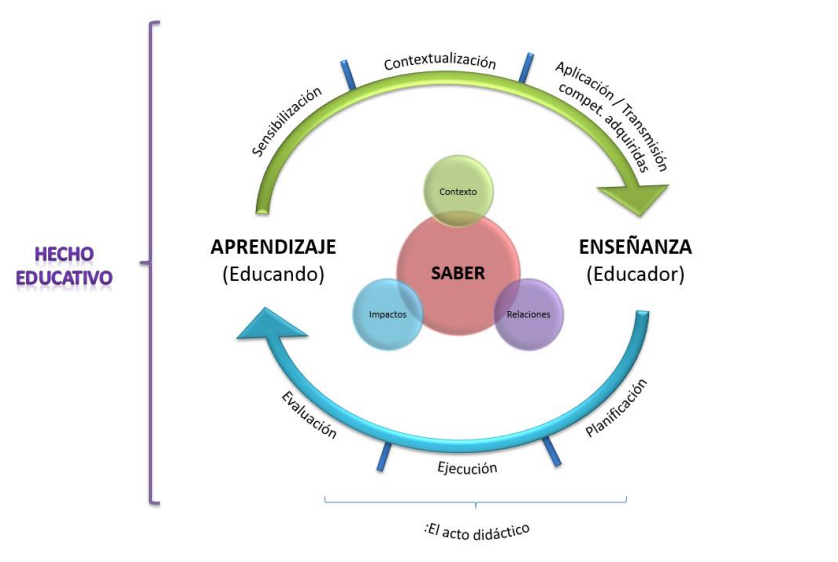 Contextualización
Sensibilización
Aplicación / Transmisión
compet. adquiridas
Contexto
HECHO
EDUCATIVO
APRENDIZAJE
(Educando)
SABER
ENSEÑANZA
(Educador)
Impactos
Relaciones
Evaluación
Ejecución
Planificación
:El acto didáctico